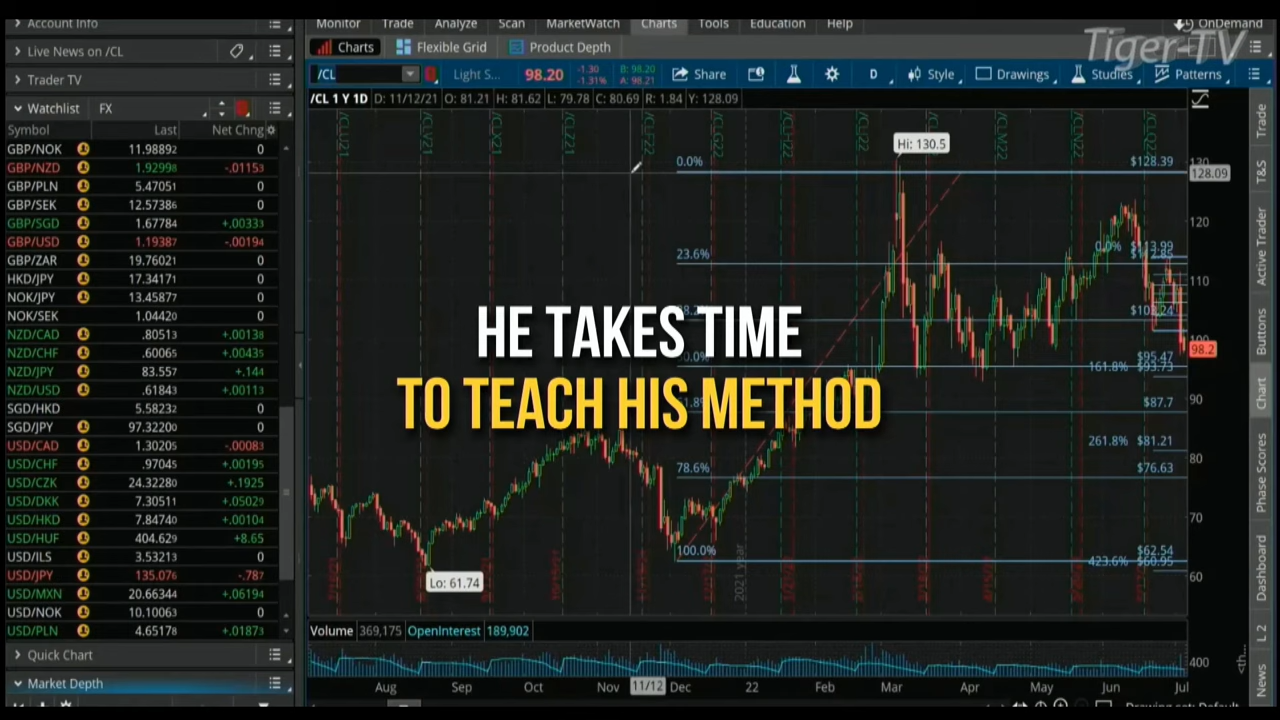 Account Info
Live News on /CL
Trader TV
Watchlist FX
Symbol Last Net Chng
GBP/NOK 11.98892 0
GBP/NZD 1.92998 -.01153
GBP/PLN 5.47051 0
GBP/SEK 12.57386 0
GBP/SGD 1.67784 +.00333
GBP/USD 1.19387 -.00194
GBP/ZAR 19.76021 0
HKD/JPY 17.34171 0
NOK/JPY 13.45877 0
NOK/SEK 1.04420 0
NZD/CAD .80513 +.00138
NZD/CHF .60065 +.00435
NZD/JPY 83.557 +.144
NZD/USD .61843 +.00113
SGD/HKD 5.58232 0
SGD/JPY 97.32200 0
USD/CAD 1.30205 -.00083
USD/CHF .97045 +.00195
USD/CZK 24.32280 +.1925
USD/DKK 7.30511 +.05029
USD/HKD 7.84740 +.00104
USD/HUF 404.629 +8.65
USD/ILS 3.53213 0
USD/JPY 135.076 -.787
USD/MXN 20.66344 +.06194
USD/NOK 10.10063 0
USD/PLN 4.65178 +.01873
Quick Chart
Market Depth
Monitor Trade Analyze Scan MarketWatch Charts Tools Education Help
OnDemand
Tiger-TV
Charts Flexible Grid Product Depth
/CL Light S... 98.20 -1.30 -1.31% B: 98.20 A: 98.21 Share D Style Drawings Studies Patterns
/CL 1 Y 1D D: 11/12/21 O: 81.21 H: 81.62 L: 79.78 C: 80.69 R: 1.84 Y: 128.09
Hi: 130.5
0.0% $128.39
128.09
120
0.0% $113.99
23.6% $112.85
110
$103.24
98.2
$95.47
161.8% $93.73
90
$87.7
261.8% $81.21
80
78.6% $76.63
70
100.0% $62.54
423.6% $60.95
60
Lo: 61.74
2021 year
HE TAKES TIME
TO TEACH HIS METHOD
Volume 369,175 OpenInterest 189,902
400
Aug Sep Oct Nov 11/12 Dec 22 Feb Mar Apr May Jun Jul
Drawing set: Default
Trade
T&S
Active Trader
Buttons
Chart
Phase Scores
Dashboard
L 2
News